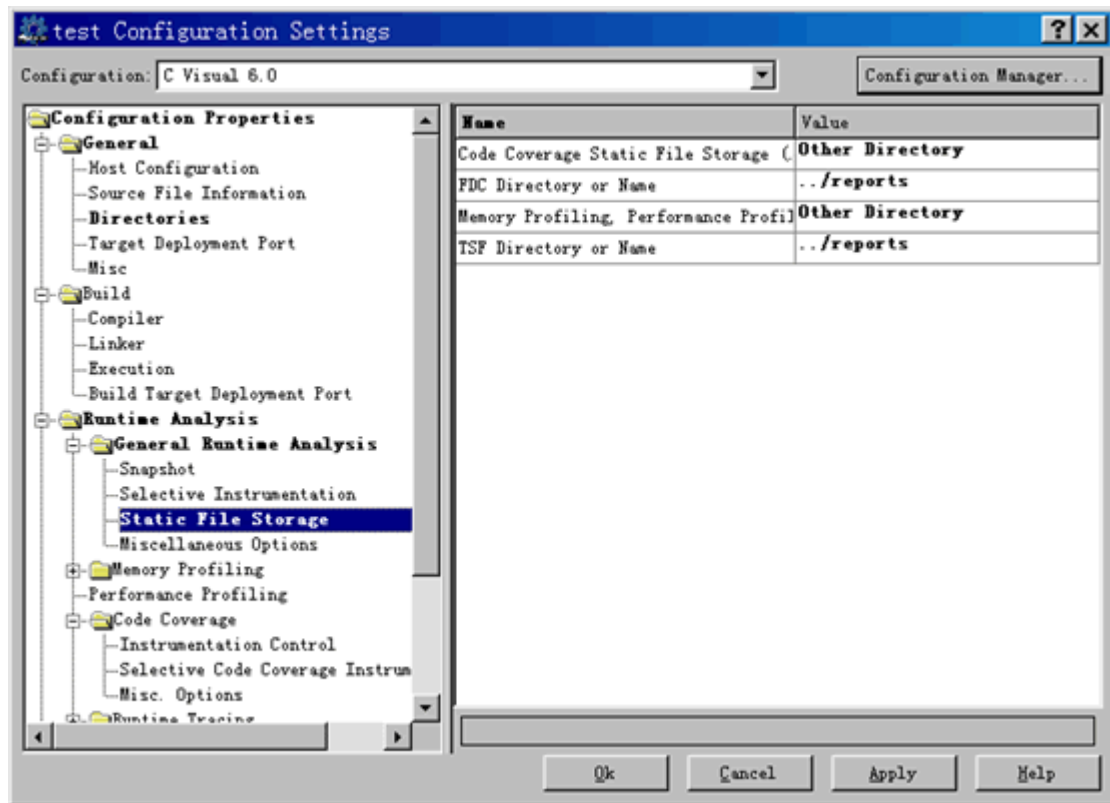 test Configuration Settings
Configuration: C Visual 6.0
Configuration Manager...
Configuration Properties
General
Host Configuration
Source File Information
Directories
Target Deployment Port
Misc
Build
Compiler
Linker
Execution
Build Target Deployment Port
Runtime Analysis
General Runtime Analysis
Snapshot
Selective Instrumentation
Static File Storage
Miscellaneous Options
Memory Profiling
Performance Profiling
Code Coverage
Instrumentation Control
Selective Code Coverage Instrum
Misc. Options
Runtime Tracing
Name Value
Code Coverage Static File Storage (. Other Directory
FDC Directory or Name ../reports
Memory Profiling, Performance Profil Other Directory
TSF Directory or Name ../reports
Ok Cancel Apply Help